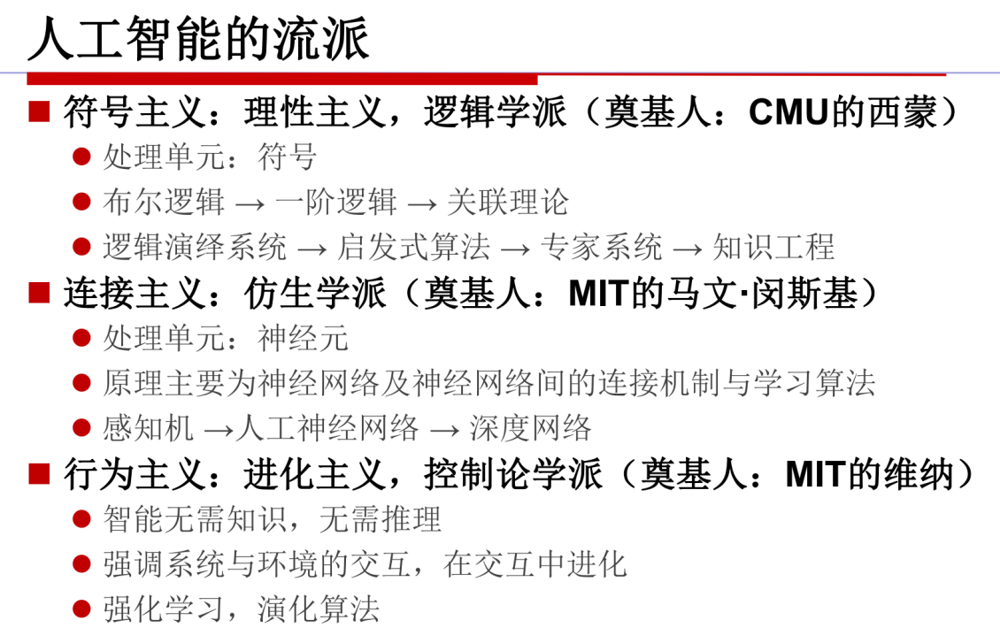 人工智能的流派
符号主义：理性主义，逻辑学派（奠基人：CMU的西蒙）
处理单元：符号
布尔逻辑 → 一阶逻辑 → 关联理论
逻辑演绎系统 → 启发式算法 → 专家系统 → 知识工程
连接主义：仿生学派（奠基人：MIT的马文·闵斯基）
处理单元：神经元
原理主要为神经网络及神经网络间的连接机制与学习算法
感知机 →人工神经网络 → 深度网络
行为主义：进化主义，控制论学派（奠基人：MIT的维纳）
智能无需知识，无需推理
强调系统与环境的交互，在交互中进化
强化学习，演化算法